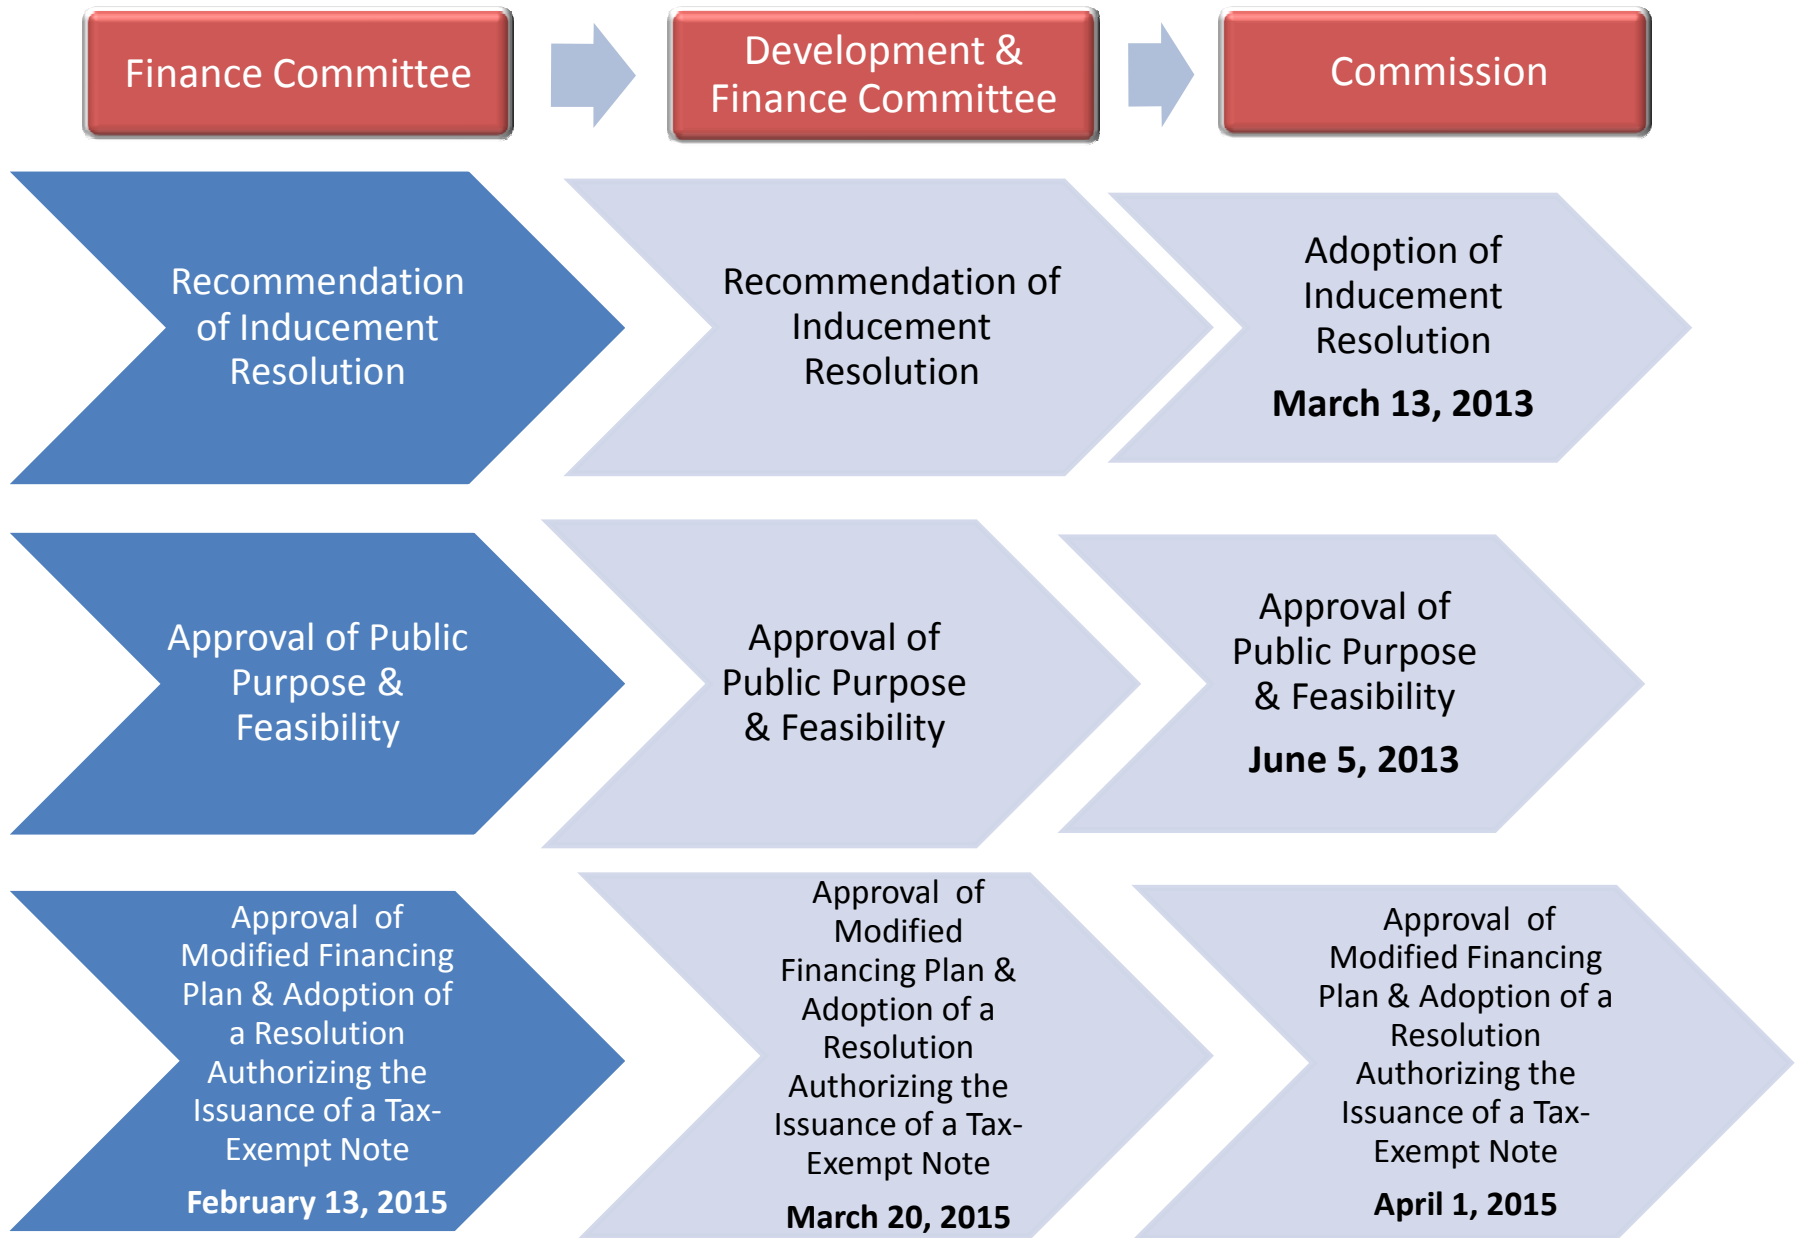 Finance Committee
Development &
Finance Committee
Commission
Recommendation
of Inducement
Resolution
Recommendation of
Inducement
Resolution
Adoption of
Inducement
Resolution
March 13, 2013
Approval of Public
Purpose &
Feasibility
Approval of
Public Purpose
& Feasibility
Approval of
Public Purpose
& Feasibility
June 5, 2013
Approval of
Modified Financing
Plan & Adoption of
a Resolution
Authorizing the
Issuance of a Tax-
Exempt Note
February 13, 2015
Approval of
Modified
Financing Plan &
Adoption of a
Resolution
Authorizing the
Issuance of a Tax-
Exempt Note
March 20, 2015
Approval of
Modified Financing
Plan & Adoption of a
Resolution
Authorizing the
Issuance of a Tax-
Exempt Note
April 1, 2015